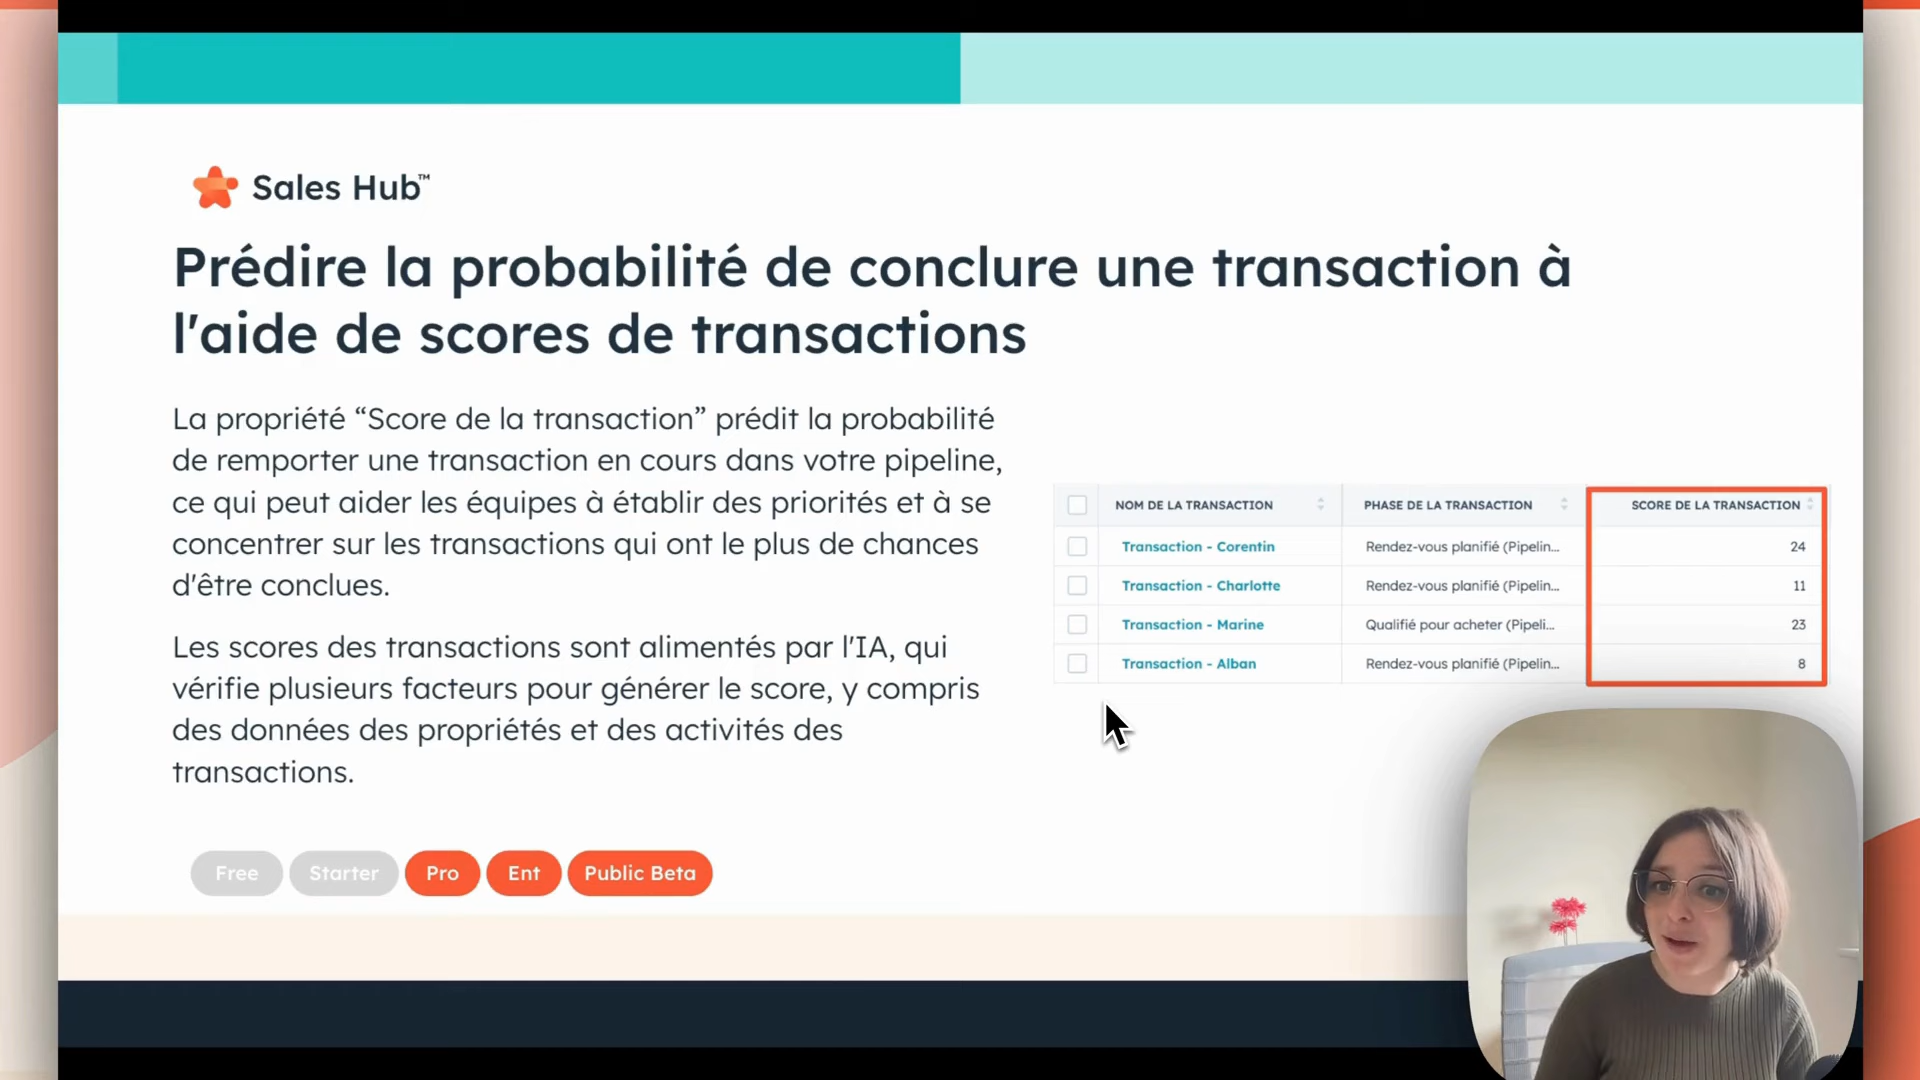 Sales Hub™
Prédire la probabilité de conclure une transaction à
l'aide de scores de transactions
La propriété “Score de la transaction” prédit la probabilité
de remporter une transaction en cours dans votre pipeline,
ce qui peut aider les équipes à établir des priorités et à se
concentrer sur les transactions qui ont le plus de chances
d'être conclues.
Les scores des transactions sont alimentés par l'IA, qui
vérifie plusieurs facteurs pour générer le score, y compris
des données des propriétés et des activités des
transactions.
NOM DE LA TRANSACTION PHASE DE LA TRANSACTION SCORE DE LA TRANSACTION
Transaction - Corentin Rendez-vous planifié (Pipelin... 24
Transaction - Charlotte Rendez-vous planifié (Pipelin... 11
Transaction - Marine Qualifié pour acheter (Pipeli... 23
Transaction - Alban Rendez-vous planifié (Pipelin... 8
Free Starter Pro Ent Public Beta